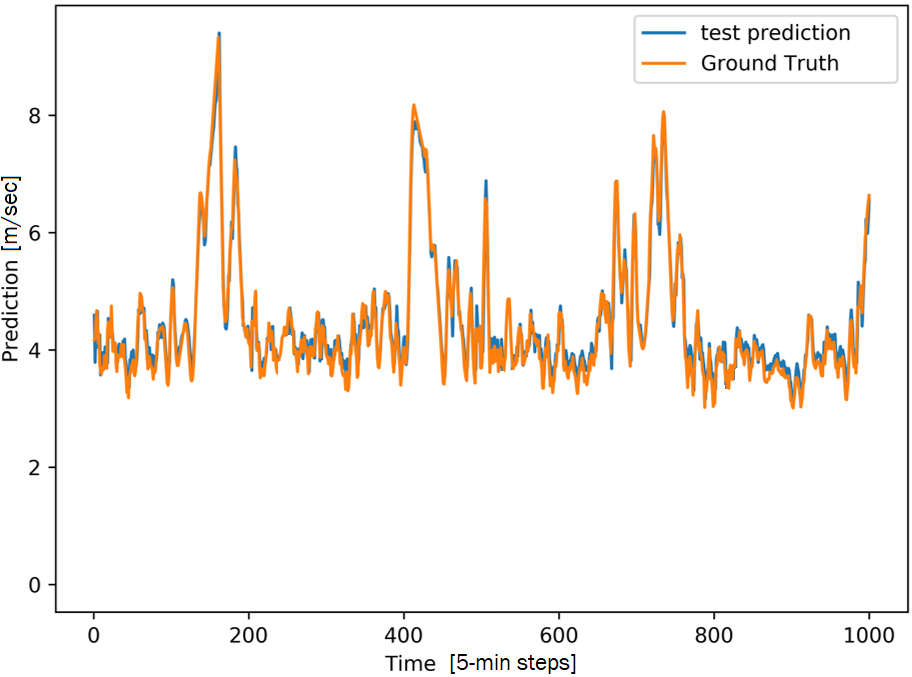 test prediction
Ground Truth
Prediction [m/sec]
8
6
4
2
0
0 200 400 600 800 1000
Time [5-min steps]